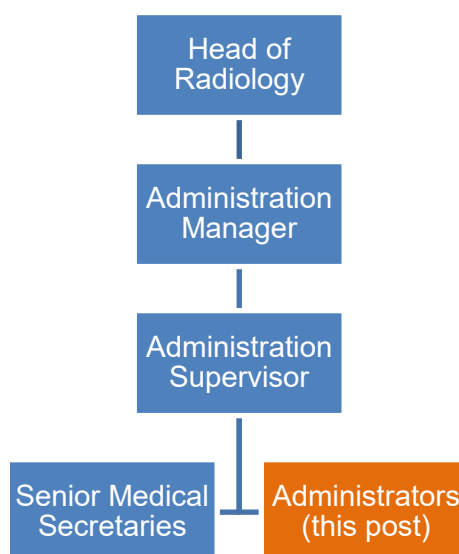 Head of
Radiology
Administration
Manager
Administration
Supervisor
Senior Medical
Secretaries
Administrators
(this post)